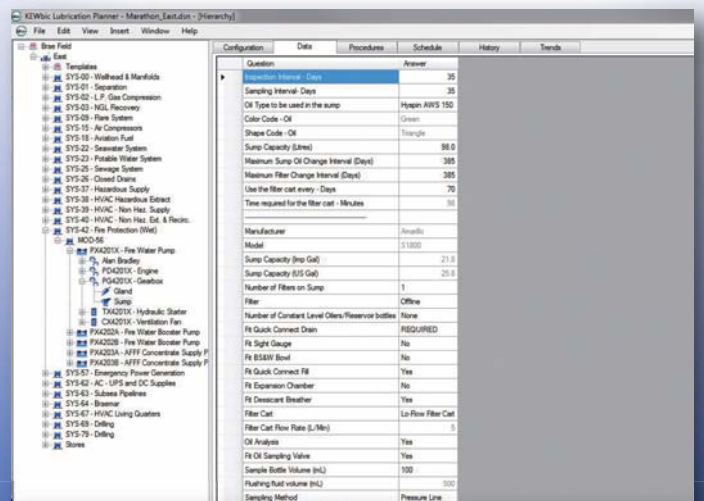 KEWbic Lubrication Planner - Marathon_East.dsn - [Hierarchy]
File Edit View Insert Window Help
Brae Field
East
Templates
SYS-00 - Wellhead & Manifolds
SYS-01 - Separation
SYS-02 - L.P. Gas Compression
SYS-03 - NGL Recovery
SYS-09 - Flare System
SYS-15 - Air Compressors
SYS-18 - Aviation Fuel
SYS-22 - Seawater System
SYS-23 - Potable Water System
SYS-25 - Sewage System
SYS-26 - Closed Drains
SYS-37 - Hazardous Supply
SYS-38 - HVAC Hazardous Extract
SYS-39 - HVAC - Non Haz. Supply
SYS-40 - HVAC - Non Haz. Ext. & Recirc.
SYS-42 - Fire Protection (Wet)
MOD-56
PX4201X - Fire Water Pump
Alan Bradley
PD4201X - Engine
PG4201X - Gearbox
Gland
Sump
TX4201X - Hydraulic Starter
CX4201X - Ventilation Fan
PX4202A - Fire Water Booster Pump
PX4202B - Fire Water Booster Pump
PX4203A - AFFF Concentrate Supply P
PX4203B - AFFF Concentrate Supply P
SYS-57 - Emergency Power Generation
SYS-62 - AC - UPS and DC Supplies
SYS-63 - Subsea Pipelines
SYS-64 - Braemar
SYS-67 - HVAC Living Quarters
SYS-69 - Drilling
SYS-79 - Drilling
Stores
Configuration Data Procedures Schedule History Trends
Question Answer
Inspection Interval - Days 35
Sampling Interval- Days 35
Oil Type to be used in the sump Hyspin AWS 150
Color Code - Oil Green
Shape Code - Oil Triangle
Sump Capacity (Litres) 98.0
Maximum Sump Oil Change Interval (Days) 385
Maximum Filter Change Interval (Days) 385
Use the filter cart every - Days 70
Time required for the filter cart - Minutes 98
Manufacturer Amarillo
Model S1800
Sump Capacity (Imp Gal) 21.6
Sump Capacity (US Gal) 25.8
Number of Filters on Sump 1
Filter Offline
Number of Constant Level Oilers/Reservoir bottles None
Fit Quick Connect Drain REQUIRED
Fit Sight Gauge No
Fit BS&W Bowl No
Fit Quick Connect Fill Yes
Fit Expansion Chamber No
Fit Dessicant Breather Yes
Filter Cart Lo-Flow Filter Cart
Filter Cart Flow Rate (L/Min) 5
Oil Analysis Yes
Fit Oil Sampling Valve Yes
Sample Bottle Volume (mL) 100
Flushing fluid volume (mL) 500
Sampling Method Pressure Line